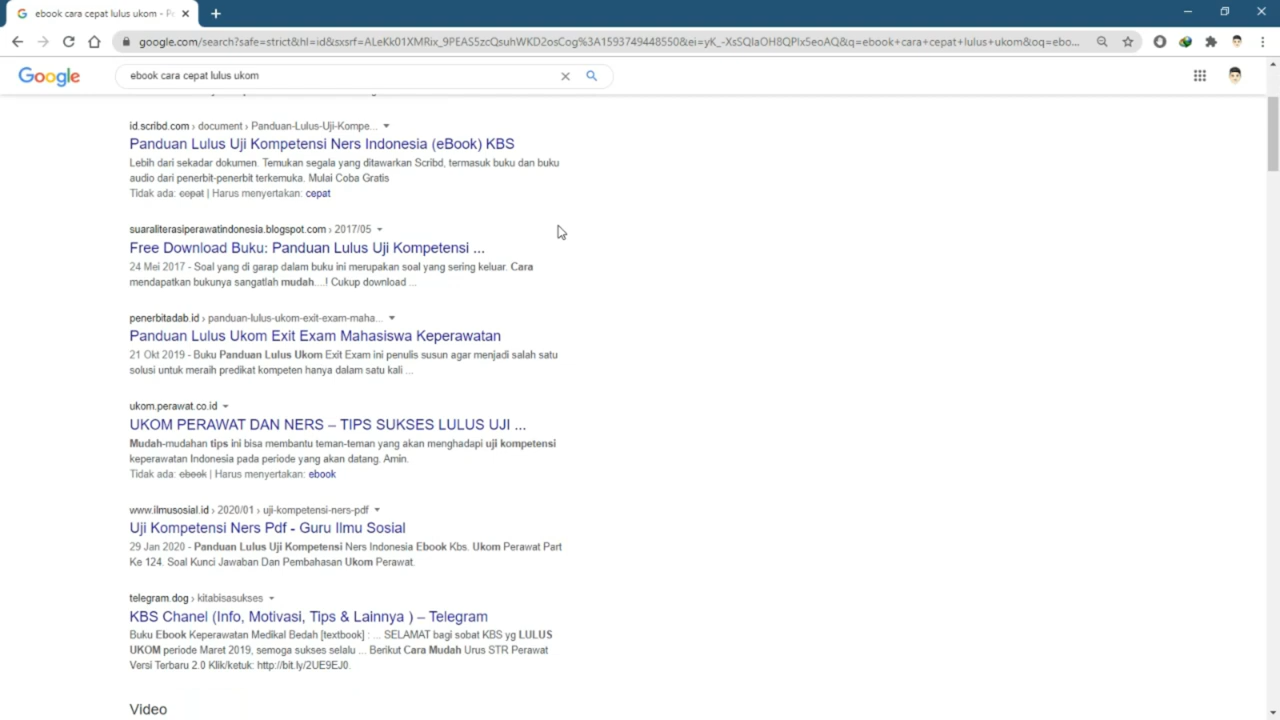 ebook cara cepat lulus ukom - Pe
google.com/search?safe=strict&hl=id&sxsrf=ALeKk01XMRix_9PEAS5zcQsuhWKD2osCog%3A1593749448550&ei=yK_-XsSQIaOH8QPIx5eoAQ&q=ebook+cara+cepat+lulus+ukom&oq=ebo...
Google
ebook cara cepat lulus ukom
id.scribd.com › document › Panduan-Lulus-Uji-Kompe...
Panduan Lulus Uji Kompetensi Ners Indonesia (eBook) KBS
Lebih dari sekadar dokumen. Temukan segala yang ditawarkan Scribd, termasuk buku dan buku
audio dari penerbit-penerbit terkemuka. Mulai Coba Gratis
Tidak ada: cepat | Harus menyertakan: cepat
suaraliterasiperawatindonesia.blogspot.com › 2017/05
Free Download Buku: Panduan Lulus Uji Kompetensi ...
24 Mei 2017 - Soal yang di garap dalam buku ini merupakan soal yang sering keluar. Cara
mendapatkan bukunya sangatlah mudah....! Cukup download ...
penerbitadab.id › panduan-lulus-ukom-exit-exam-maha...
Panduan Lulus Ukom Exit Exam Mahasiswa Keperawatan
21 Okt 2019 - Buku Panduan Lulus Ukom Exit Exam ini penulis susun agar menjadi salah satu
solusi untuk meraih predikat kompeten hanya dalam satu kali ...
ukom.perawat.co.id
UKOM PERAWAT DAN NERS – TIPS SUKSES LULUS UJI ...
Mudah-mudahan tips ini bisa membantu teman-teman yang akan menghadapi uji kompetensi
keperawatan Indonesia pada periode yang akan datang. Amin.
Tidak ada: ebook | Harus menyertakan: ebook
www.ilmusosial.id › 2020/01 › uji-kompetensi-ners-pdf
Uji Kompetensi Ners Pdf - Guru Ilmu Sosial
29 Jan 2020 - Panduan Lulus Uji Kompetensi Ners Indonesia Ebook Kbs. Ukom Perawat Part
Ke 124. Soal Kunci Jawaban Dan Pembahasan Ukom Perawat.
telegram.dog › kitabisasukses
KBS Chanel (Info, Motivasi, Tips & Lainnya ) – Telegram
Buku Ebook Keperawatan Medikal Bedah [textbook] : ... SELAMAT bagi sobat KBS yg LULUS
UKOM periode Maret 2019, semoga sukses selalu ... Berikut Cara Mudah Urus STR Perawat
Versi Terbaru 2.0 Klik/ketuk: http://bit.ly/2UE9EJ0.
Video